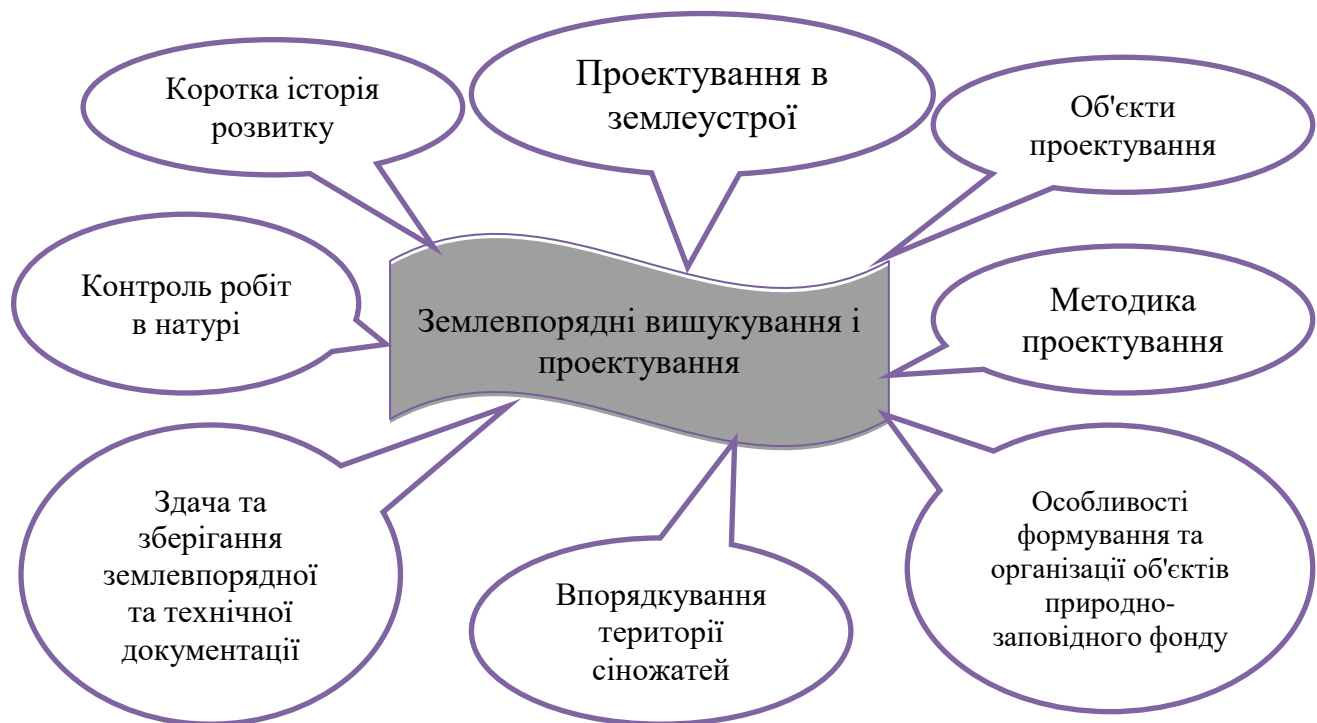 Коротка історія
розвитку
Проектування в
землеустрої
Об'єкти
проектування
Контроль робіт
в натурі
Землевпорядні вишукування і
проектування
Методика
проектування
Здача та
зберігання
землевпорядної
та технічної
документації
Впорядкування
території
сіножатей
Особливості
формування та
організації об'єктів
природно-
заповідного фонду